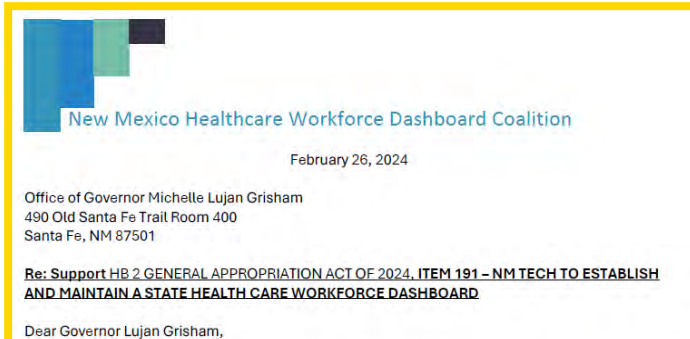 New Mexico Healthcare Workforce Dashboard Coalition
February 26, 2024
Office of Governor Michelle Lujan Grisham
490 Old Santa Fe Trail Room 400
Santa Fe, NM 87501
Re: Support HB 2 GENERAL APPROPRIATION ACT OF 2024, ITEM 191 – NM TECH TO ESTABLISH
AND MAINTAIN A STATE HEALTH CARE WORKFORCE DASHBOARD
Dear Governor Lujan Grisham,